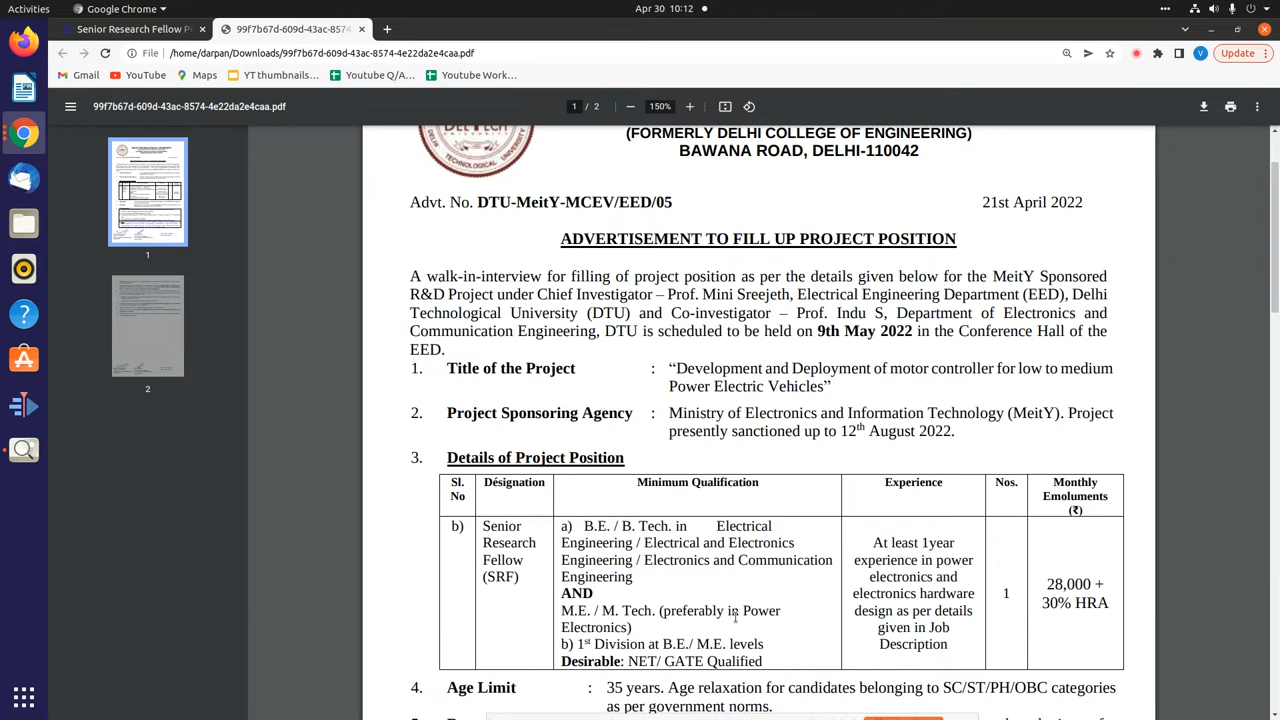 Activities
Google Chrome
Apr 30 10:12
Senior Research Fellow P
99f7b67d-609d-43ac-8574
File
/home/darpan/Downloads/99f7b67d-609d-43ac-8574-4e22da2e4caa.pdf
V
Update
Gmail
YouTube
Maps
YT thumbnails...
Youtube Q/A...
Youtube Work...
99f7b67d-609d-43ac-8574-4e22da2e4caa.pdf
1 / 2
150%
1
2
(FORMERLY DELHI COLLEGE OF ENGINEERING)
BAWANA ROAD, DELHI-110042
Advt. No. DTU-MeitY-MCEV/EED/05
21st April 2022
ADVERTISEMENT TO FILL UP PROJECT POSITION
A walk-in-interview for filling of project position as per the details given below for the MeitY Sponsored
R&D Project under Chief Investigator – Prof. Mini Sreejeth, Electrical Engineering Department (EED), Delhi
Technological University (DTU) and Co-investigator – Prof. Indu S, Department of Electronics and
Communication Engineering, DTU is scheduled to be held on 9th May 2022 in the Conference Hall of the
EED.
1. Title of the Project : “Development and Deployment of motor controller for low to medium
Power Electric Vehicles”
2. Project Sponsoring Agency : Ministry of Electronics and Information Technology (MeitY). Project
presently sanctioned up to 12th August 2022.
3. Details of Project Position
Sl. No
Désignation
Minimum Qualification
Experience
Nos.
Monthly Emoluments (₹)
b)
Senior
Research
Fellow
(SRF)
a) B.E. / B. Tech. in Electrical
Engineering / Electrical and Electronics
Engineering / Electronics and Communication
Engineering
AND
M.E. / M. Tech. (preferably in Power
Electronics)
b) 1st Division at B.E./ M.E. levels
Desirable: NET/ GATE Qualified
At least 1year
experience in power
electronics and
electronics hardware
design as per details
given in Job
Description
1
28,000 +
30% HRA
4. Age Limit : 35 years. Age relaxation for candidates belonging to SC/ST/PH/OBC categories
as per government norms.